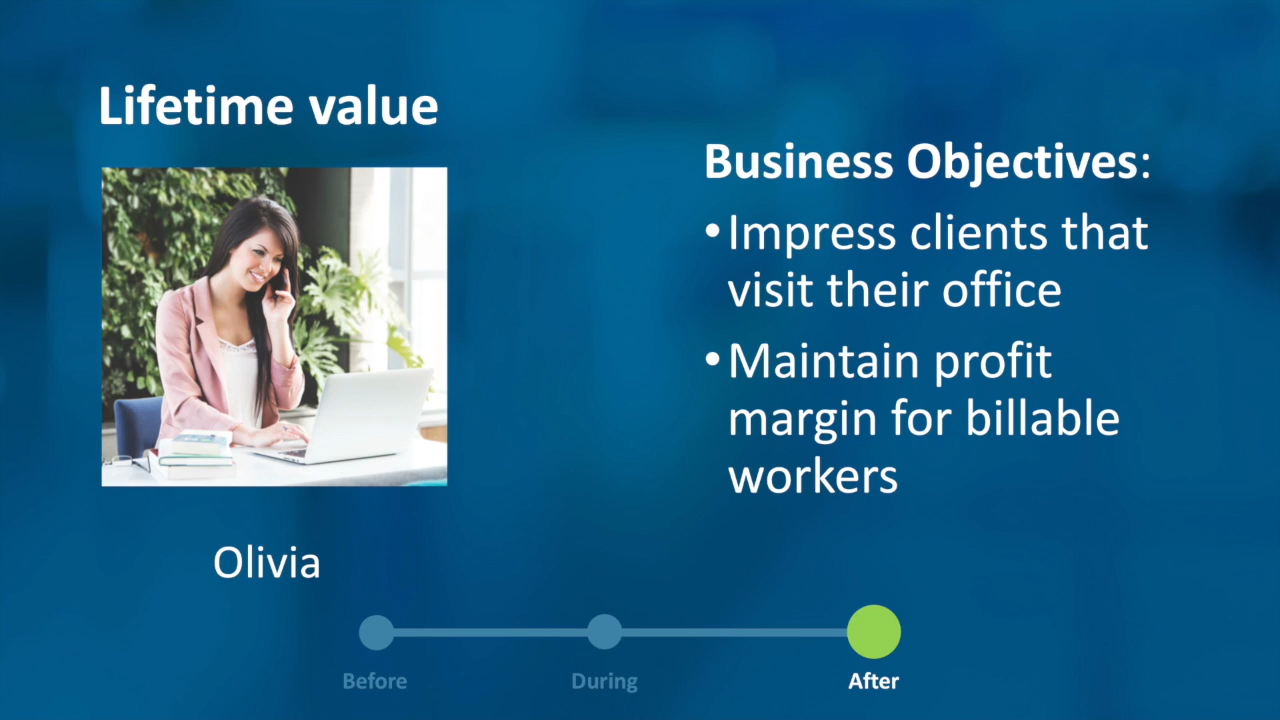 Lifetime value
Business Objectives:
•Impress clients that
visit their office
•Maintain profit
margin for billable
workers
Olivia
Before
During
After